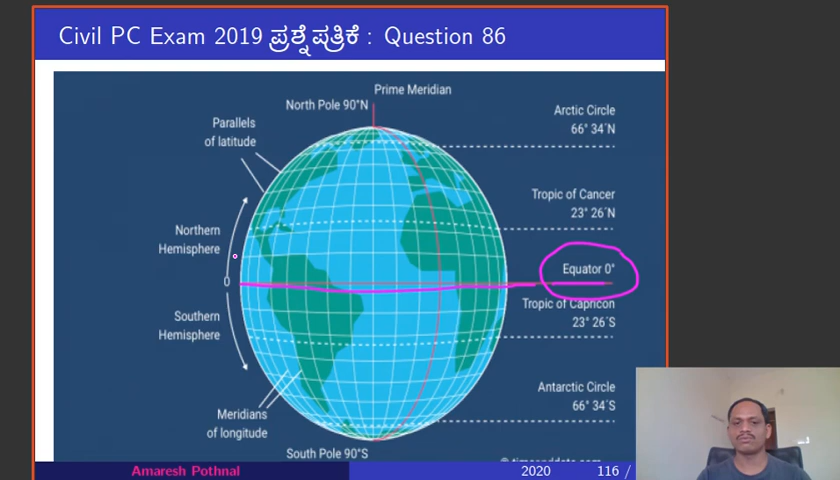 Civil PC Exam 2019 ಪ್ರಶ್ನೆ ಪತ್ರಿಕೆ : Question 86
Prime Meridian
North Pole 90°N
Arctic Circle
66° 34´N
Parallels
of latitude
Tropic of Cancer
23° 26´N
Northern
Hemisphere
Equator 0°
0
Tropic of Capricon
23° 26´S
Southern
Hemisphere
Antarctic Circle
66° 34´S
Meridians
of longitude
South Pole 90°S
Amaresh Pothnal
2020
116 /